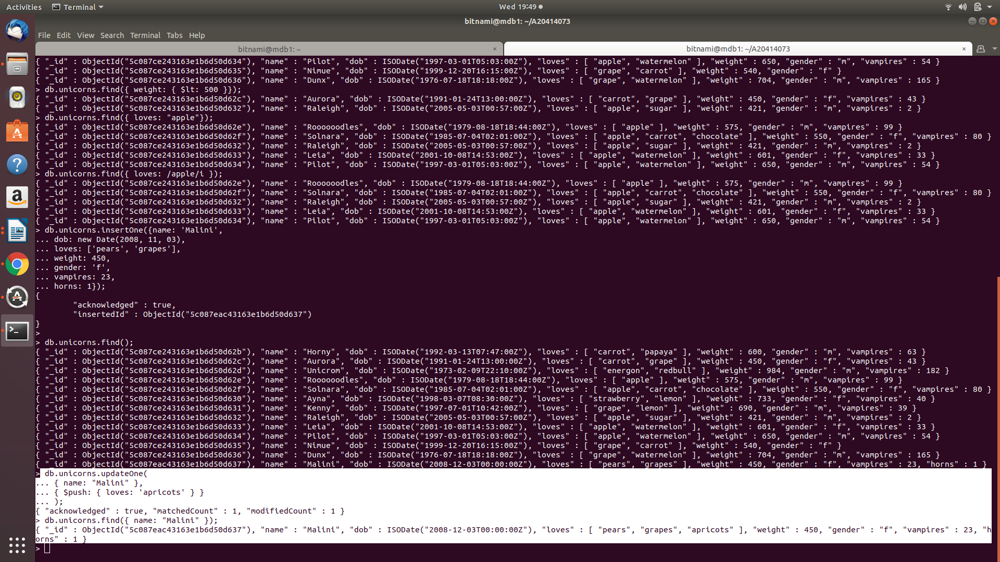 Activities Terminal Wed 19:49
bitnami@mdb1: ~/A20414073
File Edit View Search Terminal Tabs Help
bitnami@mdb1: ~ × bitnami@mdb1: ~/A20414073 ×
{ "_id" : ObjectId("5c087ce243163e1b6d50d634"), "name" : "Pilot", "dob" : ISODate("1997-03-01T05:03:00Z"), "loves" : [ "apple", "watermelon" ], "weight" : 650, "gender" : "m", "vampires" : 54 }
{ "_id" : ObjectId("5c087ce243163e1b6d50d635"), "name" : "Nimue", "dob" : ISODate("1999-12-20T16:15:00Z"), "loves" : [ "grape", "carrot" ], "weight" : 540, "gender" : "f" }
{ "_id" : ObjectId("5c087ce243163e1b6d50d636"), "name" : "Dunx", "dob" : ISODate("1976-07-18T18:18:00Z"), "loves" : [ "grape", "watermelon" ], "weight" : 704, "gender" : "m", "vampires" : 165 }
> db.unicorns.find({ weight: { $lt: 500 }});
{ "_id" : ObjectId("5c087ce243163e1b6d50d62c"), "name" : "Aurora", "dob" : ISODate("1991-01-24T13:00:00Z"), "loves" : [ "carrot", "grape" ], "weight" : 450, "gender" : "f", "vampires" : 43 }
{ "_id" : ObjectId("5c087ce243163e1b6d50d632"), "name" : "Raleigh", "dob" : ISODate("2005-05-03T00:57:00Z"), "loves" : [ "apple", "sugar" ], "weight" : 421, "gender" : "m", "vampires" : 2 }
> db.unicorns.find({ loves: "apple"});
{ "_id" : ObjectId("5c087ce243163e1b6d50d62e"), "name" : "Roooooodles", "dob" : ISODate("1979-08-18T18:44:00Z"), "loves" : [ "apple" ], "weight" : 575, "gender" : "m", "vampires" : 99 }
{ "_id" : ObjectId("5c087ce243163e1b6d50d62f"), "name" : "Solnara", "dob" : ISODate("1985-07-04T02:01:00Z"), "loves" : [ "apple", "carrot", "chocolate" ], "weight" : 550, "gender" : "f", "vampires" : 80 }
{ "_id" : ObjectId("5c087ce243163e1b6d50d632"), "name" : "Raleigh", "dob" : ISODate("2005-05-03T00:57:00Z"), "loves" : [ "apple", "sugar" ], "weight" : 421, "gender" : "m", "vampires" : 2 }
{ "_id" : ObjectId("5c087ce243163e1b6d50d633"), "name" : "Leia", "dob" : ISODate("2001-10-08T14:53:00Z"), "loves" : [ "apple", "watermelon" ], "weight" : 601, "gender" : "f", "vampires" : 33 }
{ "_id" : ObjectId("5c087ce243163e1b6d50d634"), "name" : "Pilot", "dob" : ISODate("1997-03-01T05:03:00Z"), "loves" : [ "apple", "watermelon" ], "weight" : 650, "gender" : "m", "vampires" : 54 }
> db.unicorns.find({ loves: /apple/i });
{ "_id" : ObjectId("5c087ce243163e1b6d50d62e"), "name" : "Roooooodles", "dob" : ISODate("1979-08-18T18:44:00Z"), "loves" : [ "apple" ], "weight" : 575, "gender" : "m", "vampires" : 99 }
{ "_id" : ObjectId("5c087ce243163e1b6d50d62f"), "name" : "Solnara", "dob" : ISODate("1985-07-04T02:01:00Z"), "loves" : [ "apple", "carrot", "chocolate" ], "weight" : 550, "gender" : "f", "vampires" : 80 }
{ "_id" : ObjectId("5c087ce243163e1b6d50d632"), "name" : "Raleigh", "dob" : ISODate("2005-05-03T00:57:00Z"), "loves" : [ "apple", "sugar" ], "weight" : 421, "gender" : "m", "vampires" : 2 }
{ "_id" : ObjectId("5c087ce243163e1b6d50d633"), "name" : "Leia", "dob" : ISODate("2001-10-08T14:53:00Z"), "loves" : [ "apple", "watermelon" ], "weight" : 601, "gender" : "f", "vampires" : 33 }
{ "_id" : ObjectId("5c087ce243163e1b6d50d634"), "name" : "Pilot", "dob" : ISODate("1997-03-01T05:03:00Z"), "loves" : [ "apple", "watermelon" ], "weight" : 650, "gender" : "m", "vampires" : 54 }
> db.unicorns.insertOne({name: 'Malini',
... dob: new Date(2008, 11, 03),
... loves: ['pears', 'grapes'],
... weight: 450,
... gender: 'f',
... vampires: 23,
... horns: 1});
{
"acknowledged" : true,
"insertedId" : ObjectId("5c087eac43163e1b6d50d637")
}
>
> db.unicorns.find();
{ "_id" : ObjectId("5c087ce243163e1b6d50d62b"), "name" : "Horny", "dob" : ISODate("1992-03-13T07:47:00Z"), "loves" : [ "carrot", "papaya" ], "weight" : 600, "gender" : "m", "vampires" : 63 }
{ "_id" : ObjectId("5c087ce243163e1b6d50d62c"), "name" : "Aurora", "dob" : ISODate("1991-01-24T13:00:00Z"), "loves" : [ "carrot", "grape" ], "weight" : 450, "gender" : "f", "vampires" : 43 }
{ "_id" : ObjectId("5c087ce243163e1b6d50d62d"), "name" : "Unicrom", "dob" : ISODate("1973-02-09T22:10:00Z"), "loves" : [ "energon", "redbull" ], "weight" : 984, "gender" : "m", "vampires" : 182 }
{ "_id" : ObjectId("5c087ce243163e1b6d50d62e"), "name" : "Roooooodles", "dob" : ISODate("1979-08-18T18:44:00Z"), "loves" : [ "apple" ], "weight" : 575, "gender" : "m", "vampires" : 99 }
{ "_id" : ObjectId("5c087ce243163e1b6d50d62f"), "name" : "Solnara", "dob" : ISODate("1985-07-04T02:01:00Z"), "loves" : [ "apple", "carrot", "chocolate" ], "weight" : 550, "gender" : "f", "vampires" : 80 }
{ "_id" : ObjectId("5c087ce243163e1b6d50d630"), "name" : "Ayna", "dob" : ISODate("1998-03-07T08:30:00Z"), "loves" : [ "strawberry", "lemon" ], "weight" : 733, "gender" : "f", "vampires" : 40 }
{ "_id" : ObjectId("5c087ce243163e1b6d50d631"), "name" : "Kenny", "dob" : ISODate("1997-07-01T10:42:00Z"), "loves" : [ "grape", "lemon" ], "weight" : 690, "gender" : "m", "vampires" : 39 }
{ "_id" : ObjectId("5c087ce243163e1b6d50d632"), "name" : "Raleigh", "dob" : ISODate("2005-05-03T00:57:00Z"), "loves" : [ "apple", "sugar" ], "weight" : 421, "gender" : "m", "vampires" : 2 }
{ "_id" : ObjectId("5c087ce243163e1b6d50d633"), "name" : "Leia", "dob" : ISODate("2001-10-08T14:53:00Z"), "loves" : [ "apple", "watermelon" ], "weight" : 601, "gender" : "f", "vampires" : 33 }
{ "_id" : ObjectId("5c087ce243163e1b6d50d634"), "name" : "Pilot", "dob" : ISODate("1997-03-01T05:03:00Z"), "loves" : [ "apple", "watermelon" ], "weight" : 650, "gender" : "m", "vampires" : 54 }
{ "_id" : ObjectId("5c087ce243163e1b6d50d635"), "name" : "Nimue", "dob" : ISODate("1999-12-20T16:15:00Z"), "loves" : [ "grape", "carrot" ], "weight" : 540, "gender" : "f" }
{ "_id" : ObjectId("5c087ce243163e1b6d50d636"), "name" : "Dunx", "dob" : ISODate("1976-07-18T18:18:00Z"), "loves" : [ "grape", "watermelon" ], "weight" : 704, "gender" : "m", "vampires" : 165 }
{ "_id" : ObjectId("5c087eac43163e1b6d50d637"), "name" : "Malini", "dob" : ISODate("2008-12-03T00:00:00Z"), "loves" : [ "pears", "grapes" ], "weight" : 450, "gender" : "f", "vampires" : 23, "horns" : 1 }
> db.unicorns.updateOne(
... { name: "Malini" },
... { $push: { loves: 'apricots' } }
... );
{ "acknowledged" : true, "matchedCount" : 1, "modifiedCount" : 1 }
> db.unicorns.find({ name: "Malini" });
{ "_id" : ObjectId("5c087eac43163e1b6d50d637"), "name" : "Malini", "dob" : ISODate("2008-12-03T00:00:00Z"), "loves" : [ "pears", "grapes", "apricots" ], "weight" : 450, "gender" : "f", "vampires" : 23, "h
orns" : 1 }
>